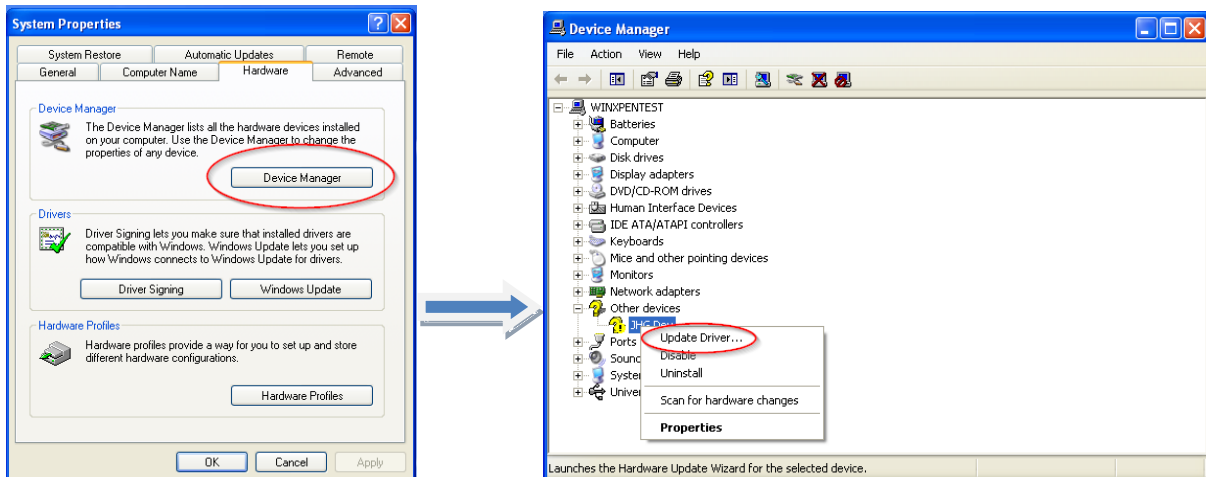 System Properties
System Restore Automatic Updates Remote
General Computer Name Hardware Advanced
Device Manager
The Device Manager lists all the hardware devices installed
on your computer. Use the Device Manager to change the
properties of any device.
Device Manager
Drivers
Driver Signing lets you make sure that installed drivers are
compatible with Windows. Windows Update lets you set up
how Windows connects to Windows Update for drivers.
Driver Signing Windows Update
Hardware Profiles
Hardware profiles provide a way for you to set up and store
different hardware configurations.
Hardware Profiles
OK Cancel Apply
Device Manager
File Action View Help
WINXPENTEST
Batteries
Computer
Disk drives
Display adapters
DVD/CD-ROM drives
Human Interface Devices
IDE ATA/ATAPI controllers
Keyboards
Mice and other pointing devices
Monitors
Network adapters
Other devices
Ports
Update Driver...
Disable
Uninstall
Scan for hardware changes
Properties
Launches the Hardware Update Wizard for the selected device.